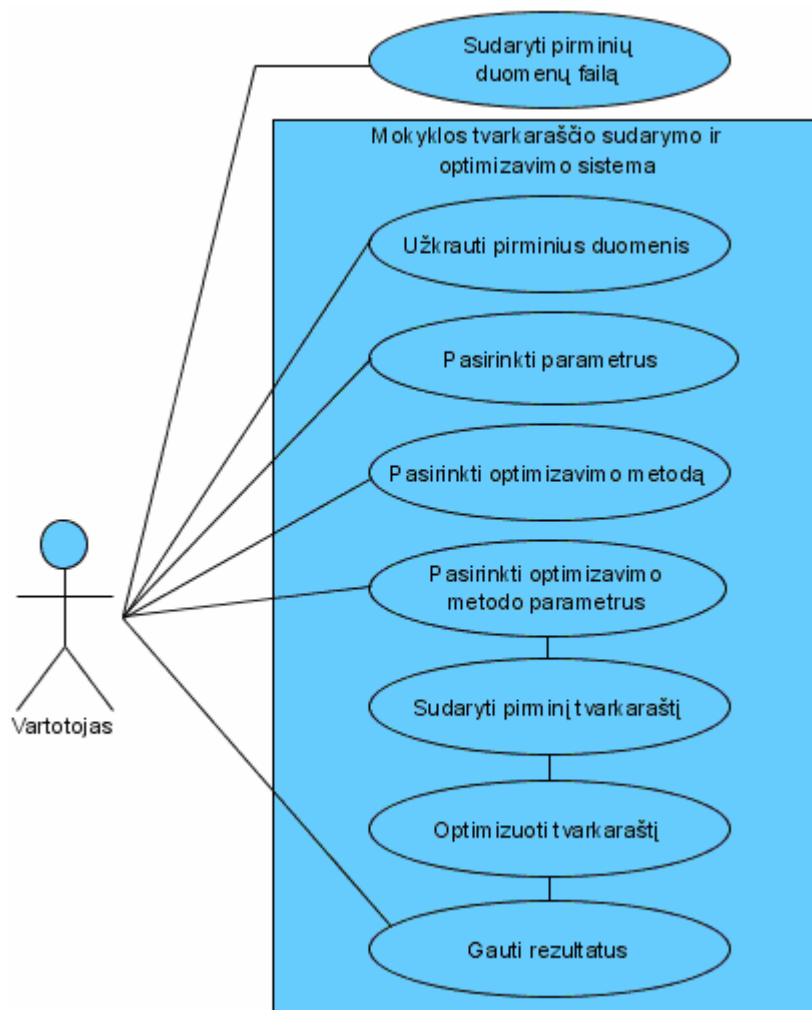 Sudaryti pirminių
duomenų failą
Mokyklos tvarkaraščio sudarymo ir
optimizavimo sistema
Užkrauti pirminius duomenis
Pasirinkti parametrus
Pasirinkti optimizavimo metodą
Pasirinkti optimizavimo
metodo parametrus
Sudaryti pirminį tvarkaraštį
Vartotojas
Optimizuoti tvarkaraštį
Gauti rezultatus